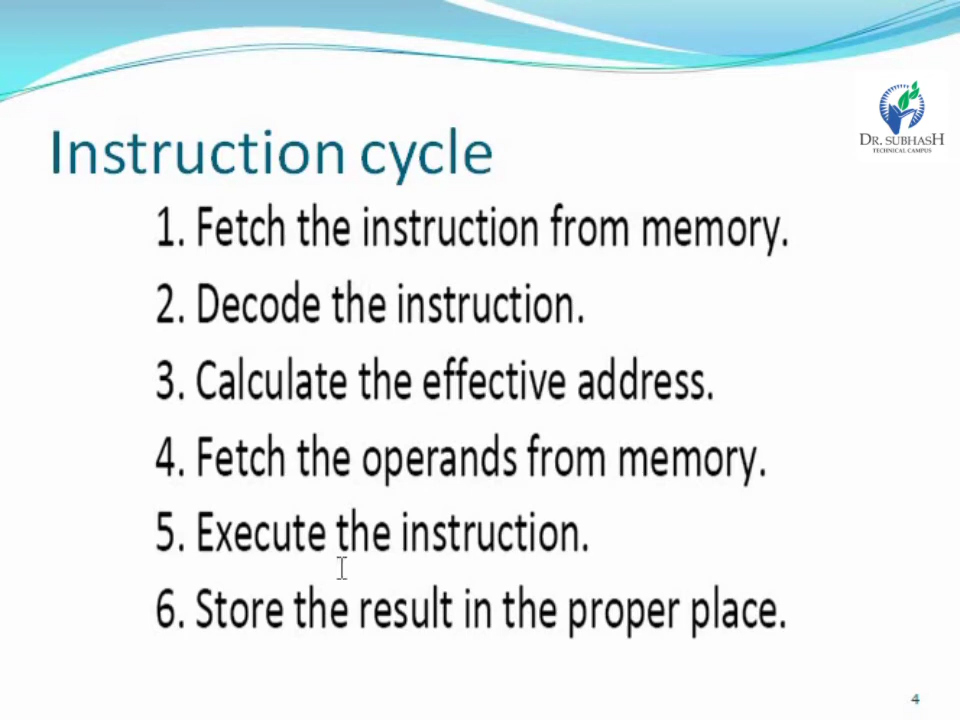 DR. SUBHASH
TECHNICAL CAMPUS
Instruction cycle
1. Fetch the instruction from memory.
2. Decode the instruction.
3. Calculate the effective address.
4. Fetch the operands from memory.
5. Execute the instruction.
6. Store the result in the proper place.
4